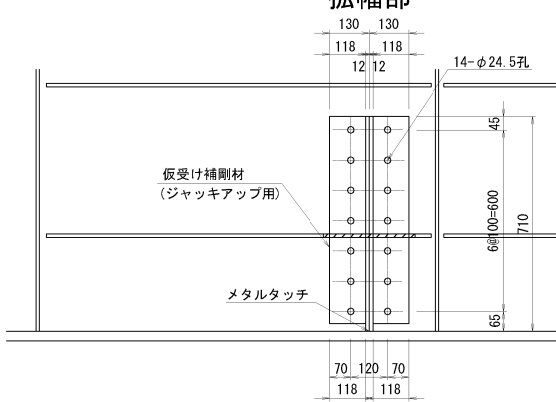 拡幅部
130 130
118 118
12 12
14-φ24.5孔
45
仮受け補剛材
(ジャッキアップ用)
6@100=600
710
メタルタッチ
65
70 120 70
118 118